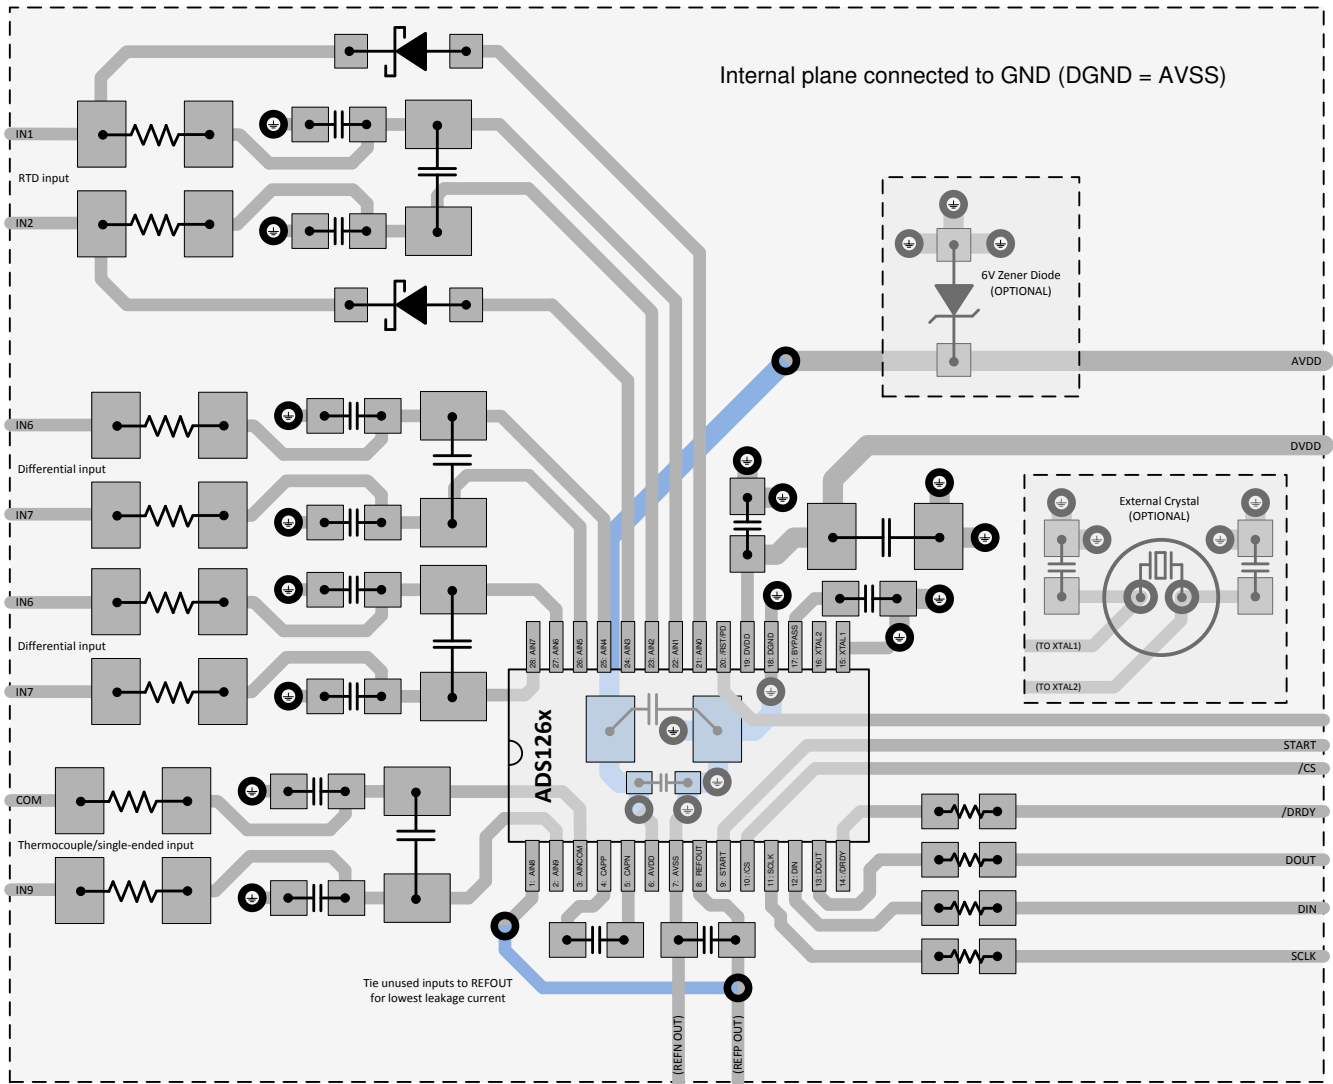 Internal plane connected to GND (DGND = AVSS)
IN1
RTD input
IN2
6V Zener Diode
(OPTIONAL)
AVDD
DVDD
IN6
Differential input
IN7
External Crystal
(OPTIONAL)
(TO XTAL1)
(TO XTAL2)
IN6
Differential input
IN7
28: AIN7
27: AIN6
26: AIN5
25: AIN4
24: AIN3
23: AIN2
22: AIN1
21: AIN0
20: /RST/PD
19: DVDD
18: DGND
17: BYPASS
16: XTAL2
15: XTAL1
ADS126x
START
/CS
/DRDY
DOUT
DIN
SCLK
COM
Thermocouple/single-ended input
IN9
1: AIN8
2: AIN9
3: AINCOM
4: CAPP
5: CAPN
6: AVDD
7: AVSS
8: REFOUT
9: START
10: /CS
11: SCLK
12: DIN
13: DOUT
14: /DRDY
Tie unused inputs to REFOUT
for lowest leakage current
(REFN OUT)
(REFP OUT)